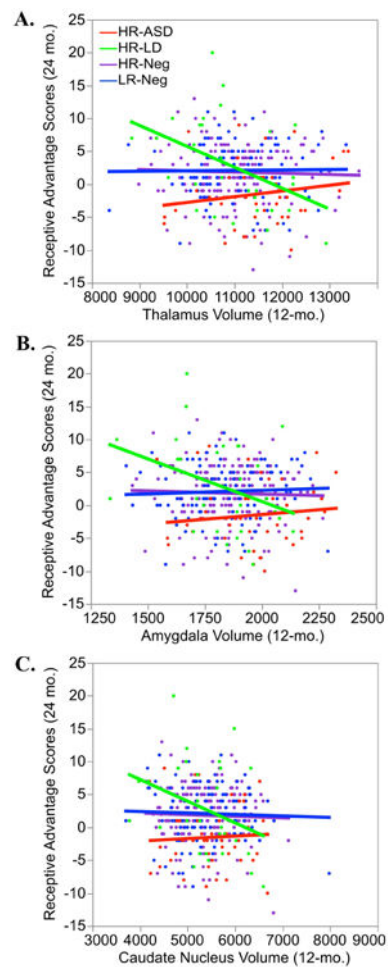 A.
HR-ASD
HR-LD
HR-Neg
LR-Neg
Receptive Advantage Scores (24 mo.)
25
20
15
10
5
0
-5
-10
-15
8000 9000 10000 11000 12000 13000
Thalamus Volume (12-mo.)
B.
Receptive Advantage Scores (24 mo.)
25
20
15
10
5
0
-5
-10
-15
1250 1500 1750 2000 2250 2500
Amygdala Volume (12-mo.)
C.
Receptive Advantage Scores (24 mo.)
25
20
15
10
5
0
-5
-10
-15
3000 4000 5000 6000 7000 8000 9000
Caudate Nucleus Volume (12-mo.)